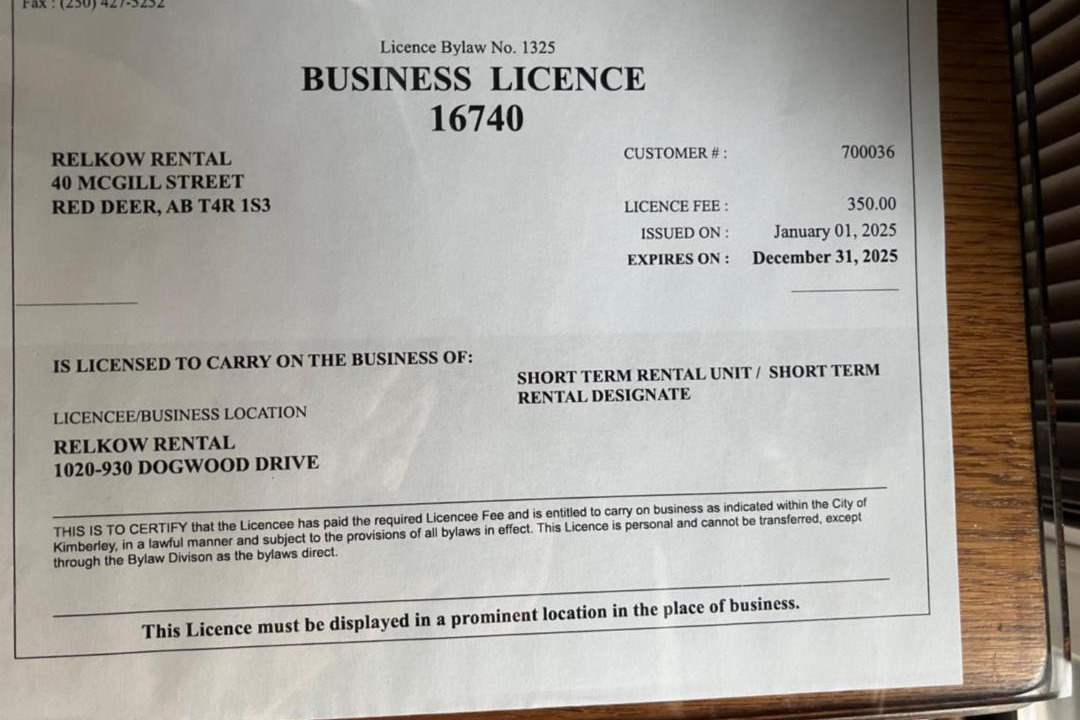 Fax : (250) 427-5252
Licence Bylaw No. 1325
BUSINESS LICENCE
16740
RELKOW RENTAL
40 MCGILL STREET
RED DEER, AB T4R 1S3
CUSTOMER # : 700036
LICENCE FEE : 350.00
ISSUED ON : January 01, 2025
EXPIRES ON : December 31, 2025
IS LICENSED TO CARRY ON THE BUSINESS OF:
SHORT TERM RENTAL UNIT / SHORT TERM
RENTAL DESIGNATE
LICENCEE/BUSINESS LOCATION
RELKOW RENTAL
1020-930 DOGWOOD DRIVE
THIS IS TO CERTIFY that the Licencee has paid the required Licencee Fee and is entitled to carry on business as indicated within the City of
Kimberley, in a lawful manner and subject to the provisions of all bylaws in effect. This Licence is personal and cannot be transferred, except
through the Bylaw Divison as the bylaws direct.
This Licence must be displayed in a prominent location in the place of business.